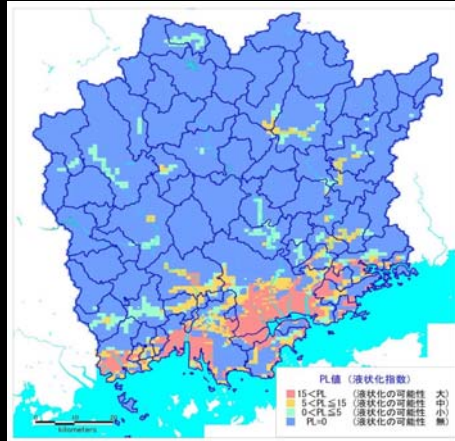 PL値 (液状化指数)
15<PL (液状化の可能性 大)
5<PL≦15 (液状化の可能性 中)
0<PL≦5 (液状化の可能性 小)
PL=0 (液状化の可能性 無)
kilometers